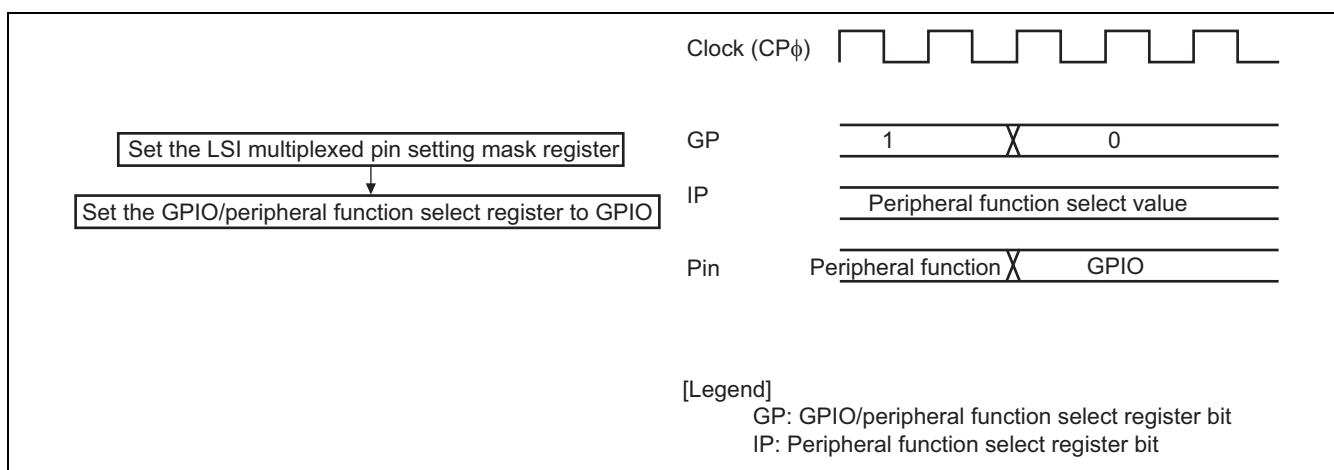 Set the LSI multiplexed pin setting mask register
Set the GPIO/peripheral function select register to GPIO
Clock (CPϕ)
GP 1 0
IP Peripheral function select value
Pin Peripheral function GPIO
[Legend]
GP: GPIO/peripheral function select register bit
IP: Peripheral function select register bit